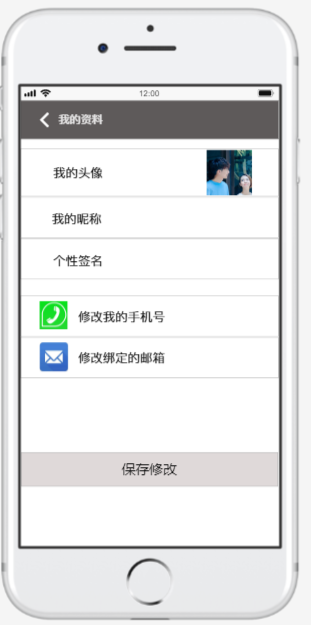 12:00
我的资料
我的头像
我的昵称
个性签名
修改我的手机号
修改绑定的邮箱
保存修改